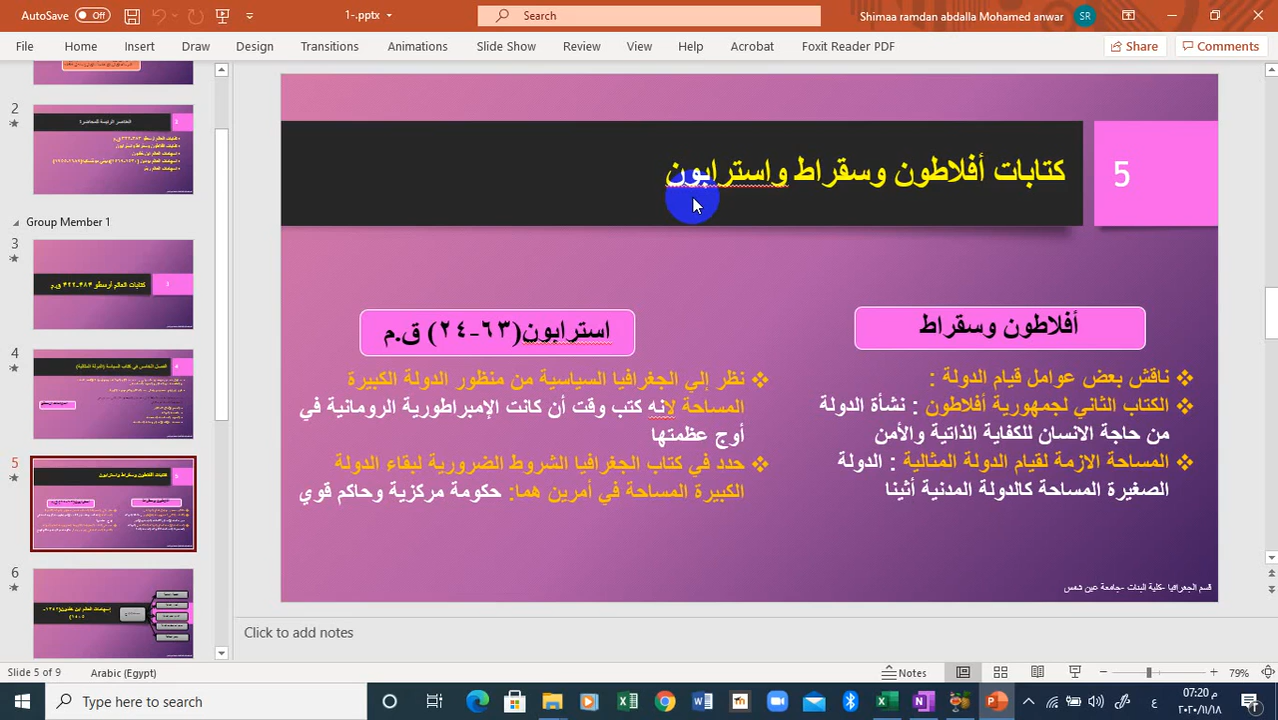 AutoSave Off
1-.pptx
Search
Shimaa ramdan abdalla Mohamed anwar
SR
File Home Insert Draw Design Transitions Animations Slide Show Review View Help Acrobat Foxit Reader PDF
Share Comments
2
العناصر الرئيسة للمحاضرة
Group Member 1
3
كتابات العالم أرسطو
4
5
6
5
كتابات أفلاطون وسقراط واسترابون
أفلاطون وسقراط
ناقش بعض عوامل قيام الدولة :
الكتاب الثاني لجمهورية أفلاطون : نشأة الدولة
من حاجة الانسان للكفاية الذاتية والأمن
المساحة الازمة لقيام الدولة المثالية : الدولة
الصغيرة المساحة كالدولة المدنية أثينا
استرابون(٦٣-٢٤) ق.م
نظر إلي الجغرافيا السياسية من منظور الدولة الكبيرة
المساحة لانه كتب وقت أن كانت الإمبراطورية الرومانية في
أوج عظمتها
حدد في كتاب الجغرافيا الشروط الضرورية لبقاء الدولة
الكبيرة المساحة في أمرين هما: حكومة مركزية وحاكم قوي
قسم الجغرافيا -كلية البنات -جامعة عين شمس
Click to add notes
Slide 5 of 9 Arabic (Egypt)
Notes
79%
Type here to search
ع
٠٧:٢٠ م
٢٠٢٠/١١/١٨